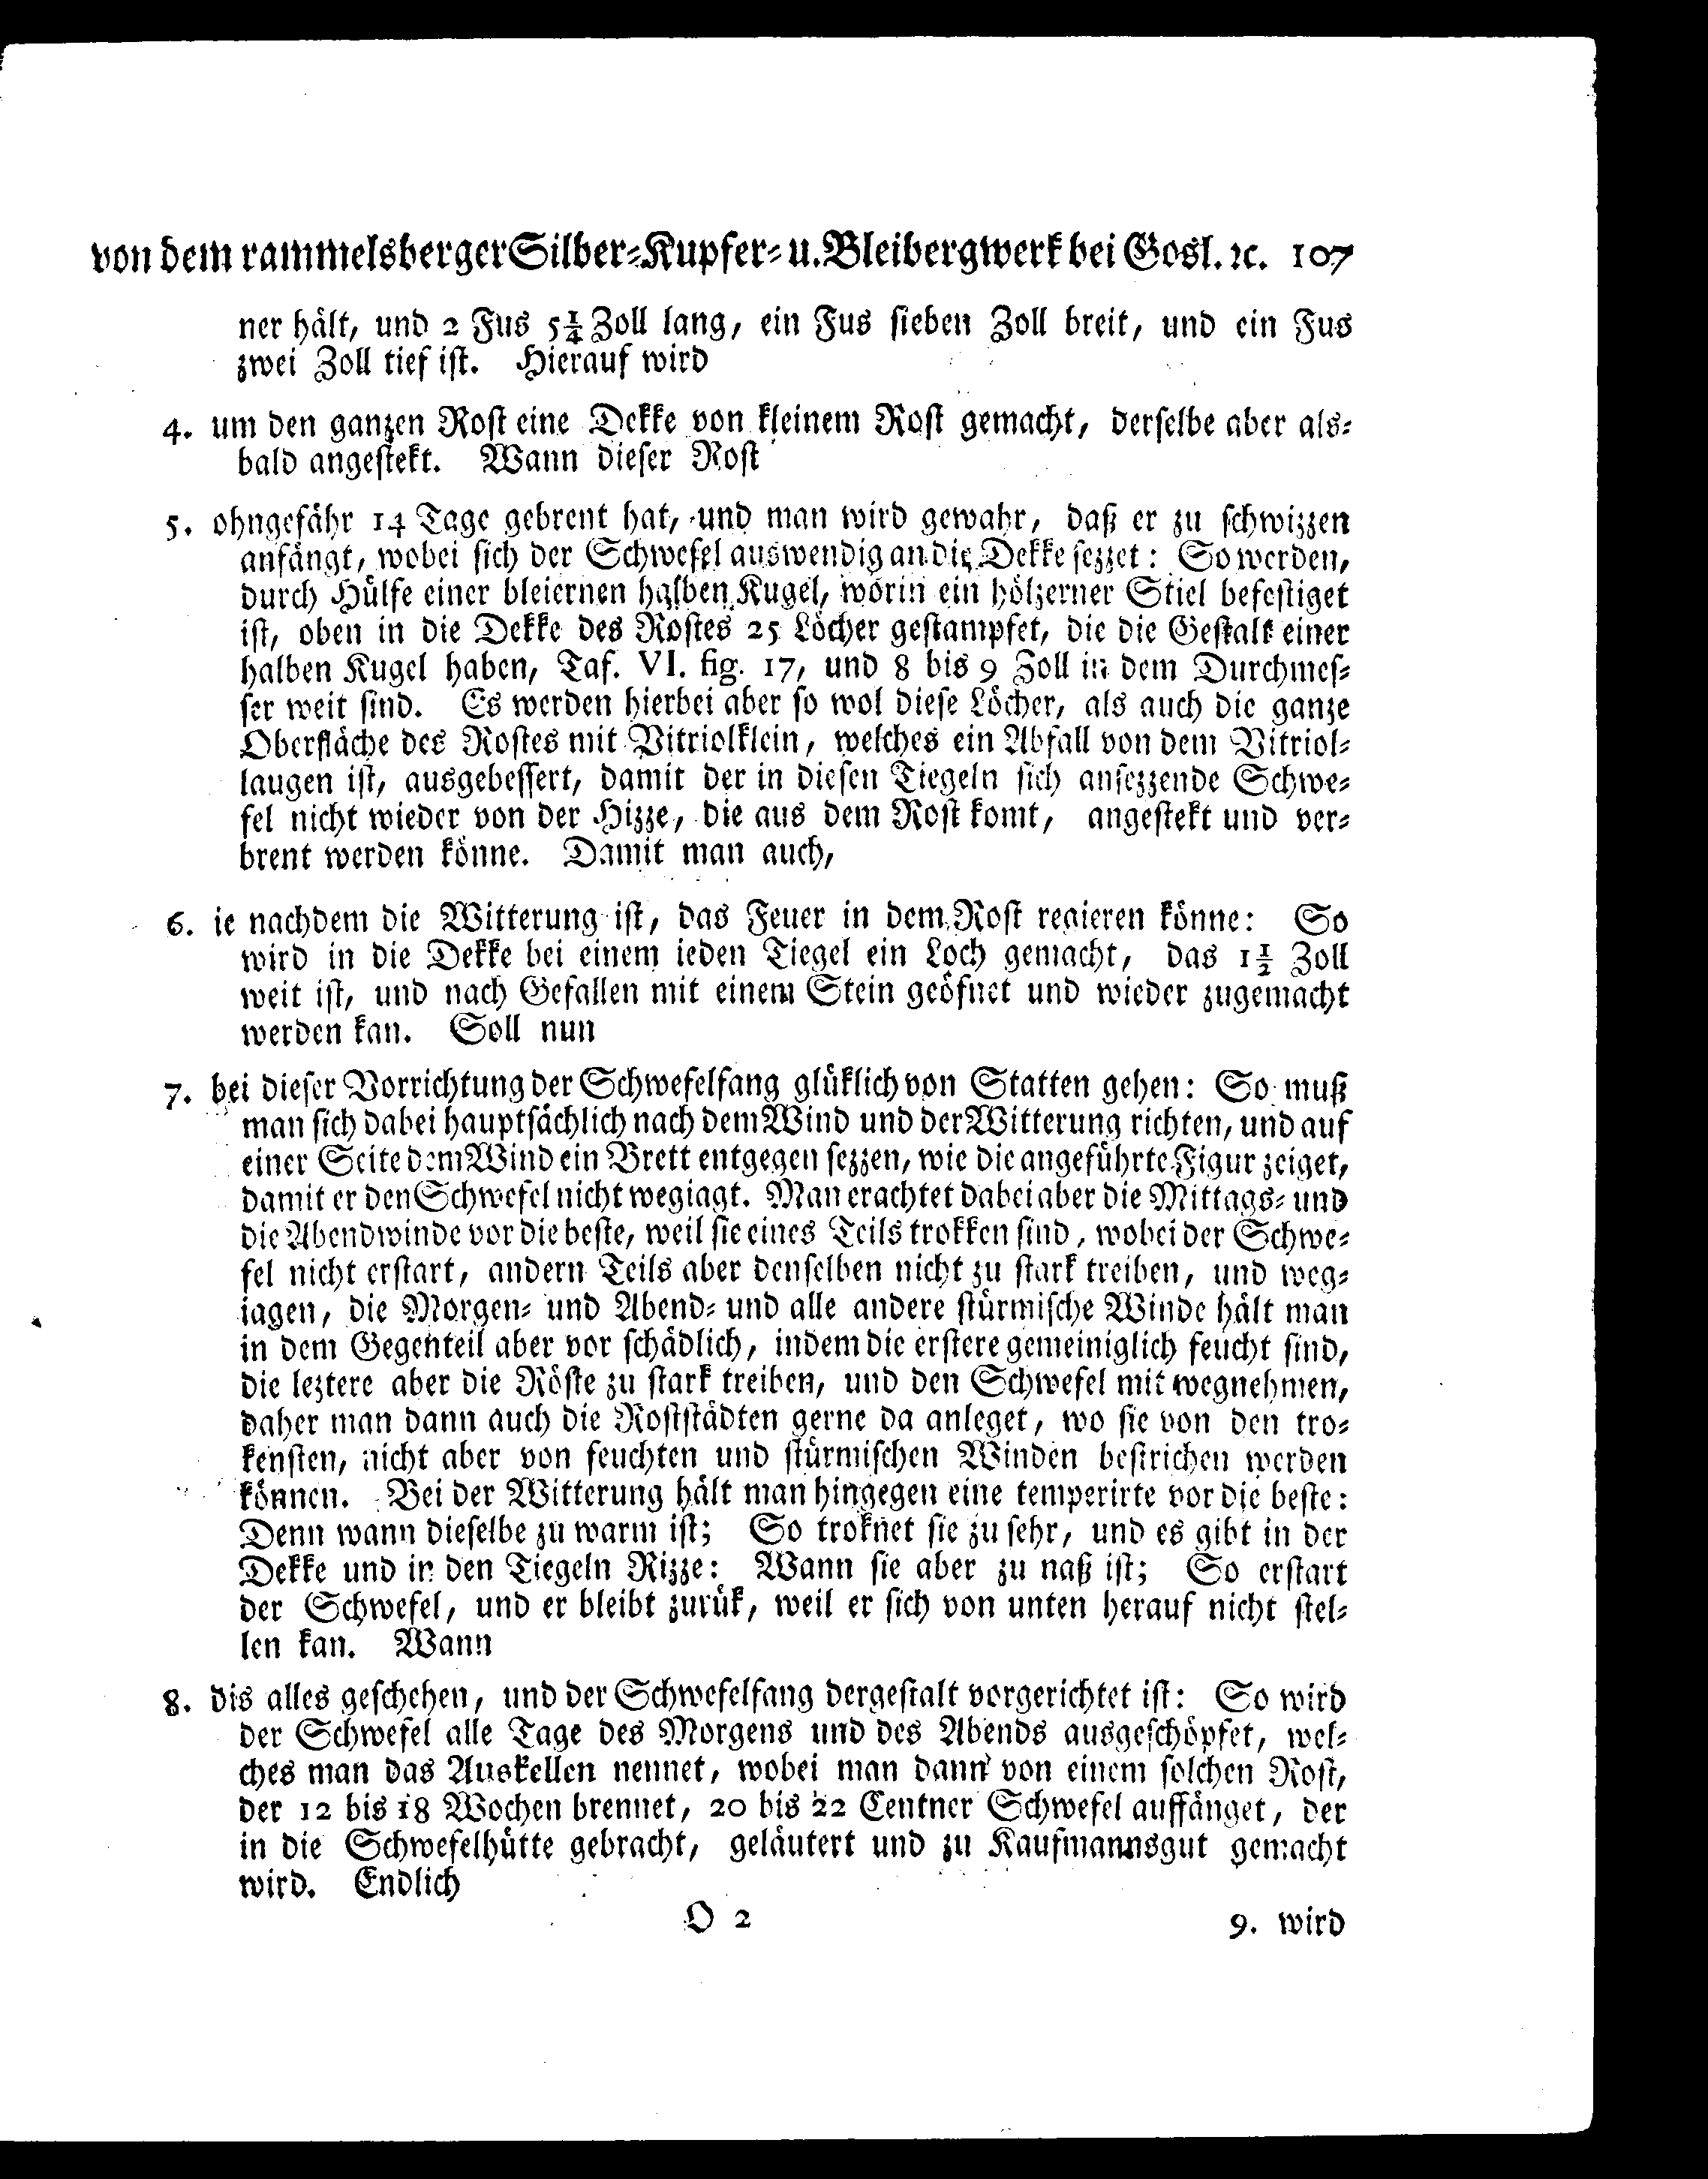 von dem rammelsberger Silber-Kupfer- u. Bleibergwerk bei Gosl. ꝛc. 107
ner hält, und 2 Fus 5¼ Zoll lang, ein Fus sieben Zoll breit, und ein Fus
zwei Zoll tief ist. Hierauf wird
4. um den ganzen Rost eine Dekke von kleinem Rost gemacht, derselbe aber als-
bald angestekt. Wann dieser Rost
5. ohngefähr 14 Tage gebrent hat, und man wird gewahr, daß er zu schwizzen
anfängt, wobei sich der Schwefel auswendig an die Dekke sezzet: So werden,
durch Hülfe einer bleiernen halben Kugel, worin ein hölzerner Stiel befestiget
ist, oben in die Dekke des Rostes 25 Löcher gestampfet, die die Gestalt einer
halben Kugel haben, Taf. VI. fig. 17, und 8 bis 9 Zoll in dem Durchmes-
ser weit sind. Es werden hierbei aber so wol diese Löcher, als auch die ganze
Oberfläche des Rostes mit Vitriolklein, welches ein Abfall von dem Vitriol-
laugen ist, ausgebessert, damit der in diesen Tiegeln sich ansezzende Schwe-
fel nicht wieder von der Hizze, die aus dem Rost komt, angestekt und ver-
brent werden könne. Damit man auch,
6. ie nachdem die Witterung ist, das Feuer in dem Rost regieren könne: So
wird in die Dekke bei einem ieden Tiegel ein Loch gemacht, das 1½ Zoll
weit ist, und nach Gefallen mit einem Stein geöfnet und wieder zugemacht
werden kan. Soll nun
7. bei dieser Vorrichtung der Schwefelfang glüklich von Statten gehen: So muß
man sich dabei hauptsächlich nach dem Wind und der Witterung richten, und auf
einer Seite dem Wind ein Brett entgegen sezzen, wie die angeführte Figur zeiget,
damit er den Schwefel nicht wegiagt. Man erachtet dabei aber die Mittags- und
die Abendwinde vor die beste, weil sie eines Teils trokken sind, wobei der Schwe-
fel nicht erstart, andern Teils aber denselben nicht zu stark treiben, und weg-
iagen, die Morgen- und Abend- und alle andere stürmische Winde hält man
in dem Gegenteil aber vor schädlich, indem die erstere gemeiniglich feucht sind,
die leztere aber die Röste zu stark treiben, und den Schwefel mit wegnehmen,
daher man dann auch die Roststädten gerne da anleget, wo sie von den tro-
kensten, nicht aber von feuchten und stürmischen Winden bestrichen werden
können. Bei der Witterung hält man hingegen eine temperirte vor die beste:
Denn wann dieselbe zu warm ist; So troknet sie zu sehr, und es gibt in der
Dekke und in den Tiegeln Rizze: Wann sie aber zu naß ist; So erstart
der Schwefel, und er bleibt zurük, weil er sich von unten herauf nicht stel-
len kan. Wann
8. dis alles geschehen, und der Schwefelfang dergestalt vorgerichtet ist: So wird
der Schwefel alle Tage des Morgens und des Abends ausgeschöpfet, wel-
ches man das Auskellen nennet, wobei man dann von einem solchen Rost,
der 12 bis 18 Wochen brennet, 20 bis 22 Centner Schwefel auffänget, der
in die Schwefelhütte gebracht, geläutert und zu Kaufmannsgut gemacht
wird. Endlich
O 2 9. wird